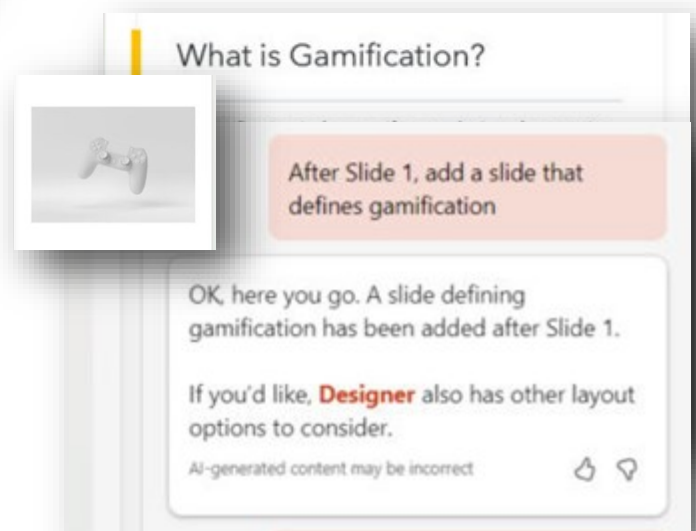 What is Gamification?
After Slide 1, add a slide that
defines gamification
OK, here you go. A slide defining
gamification has been added after Slide 1.
If you'd like, Designer also has other layout
options to consider.
AI-generated content may be incorrect